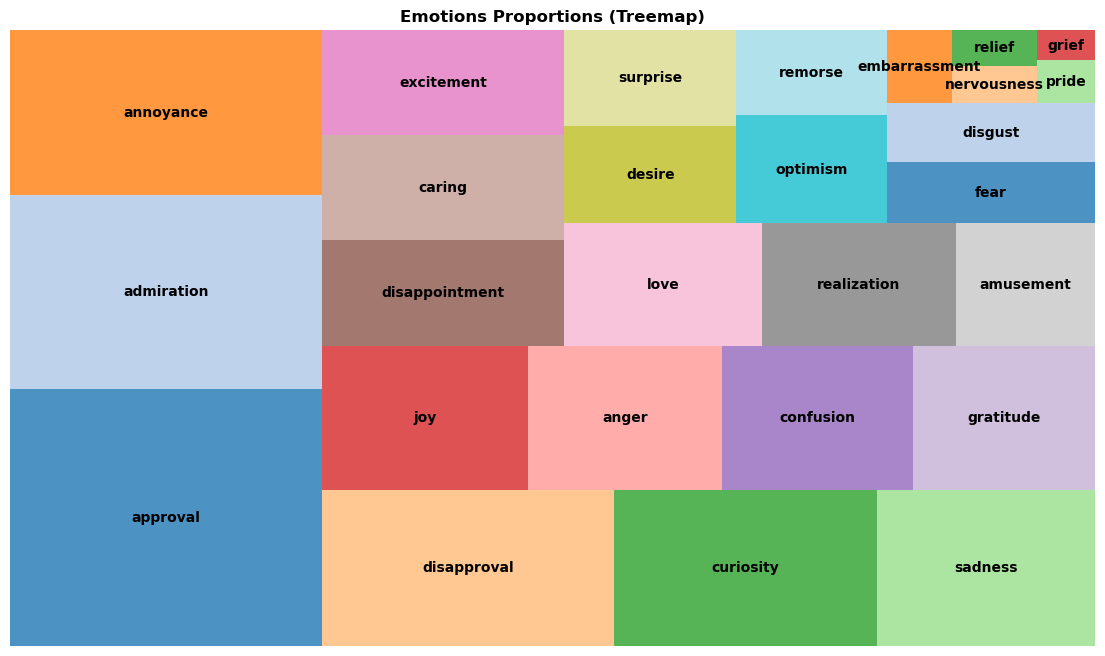 Emotions Proportions (Treemap)
annoyance
excitement
surprise
remorse
embarrassment
relief
grief
nervousness
pride
disgust
caring
desire
optimism
fear
admiration
disappointment
love
realization
amusement
joy
anger
confusion
gratitude
approval
disapproval
curiosity
sadness